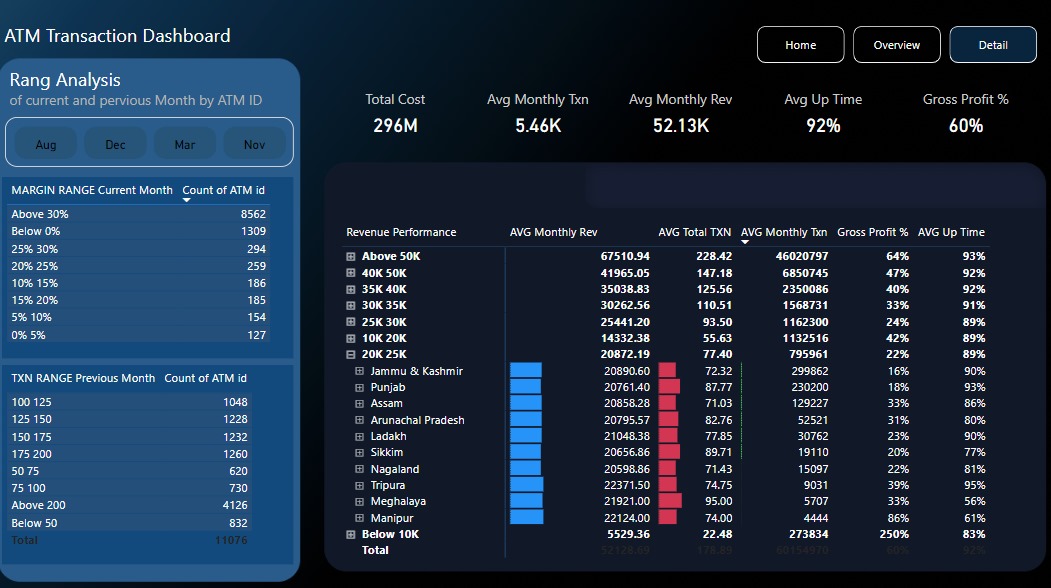 ATM Transaction Dashboard
Home Overview Detail
Rang Analysis
of current and pervious Month by ATM ID
Aug Dec Mar Nov
Total Cost Avg Monthly Txn Avg Monthly Rev Avg Up Time Gross Profit %
296M 5.46K 52.13K 92% 60%
MARGIN RANGE Current Month Count of ATM id
Above 30% 8562
Below 0% 1309
25% 30% 294
20% 25% 259
10% 15% 186
15% 20% 185
5% 10% 154
0% 5% 127
TXN RANGE Previous Month Count of ATM id
100 125 1048
125 150 1228
150 175 1232
175 200 1260
50 75 620
75 100 730
Above 200 4126
Below 50 832
Total 11076
Revenue Performance AVG Monthly Rev AVG Total TXN AVG Monthly Txn Gross Profit % AVG Up Time
Above 50K 67510.94 228.42 46020797 64% 93%
40K 50K 41965.05 147.18 6850745 47% 92%
35K 40K 35038.83 125.56 2350086 40% 92%
30K 35K 30262.56 110.51 1568731 33% 91%
25K 30K 25441.20 93.50 1162300 24% 89%
10K 20K 14332.38 55.63 1132516 42% 89%
20K 25K 20872.19 77.40 795961 22% 89%
Jammu & Kashmir 20890.60 72.32 299862 16% 90%
Punjab 20761.40 87.77 230200 18% 93%
Assam 20858.28 71.03 129227 33% 86%
Arunachal Pradesh 20795.57 82.76 52521 31% 80%
Ladakh 21048.38 77.85 30762 23% 90%
Sikkim 20656.86 89.71 19110 20% 77%
Nagaland 20598.86 71.43 15097 22% 81%
Tripura 22371.50 74.75 9031 39% 95%
Meghalaya 21921.00 95.00 5707 33% 56%
Manipur 22124.00 74.00 4444 86% 61%
Below 10K 5529.36 22.48 273834 250% 83%
Total 52128.69 178.89 60154970 60% 92%